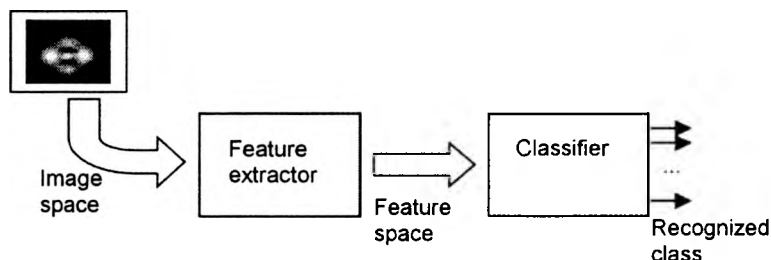 Image
space
Feature
extractor
Feature
space
Classifier
...
Recognized
class